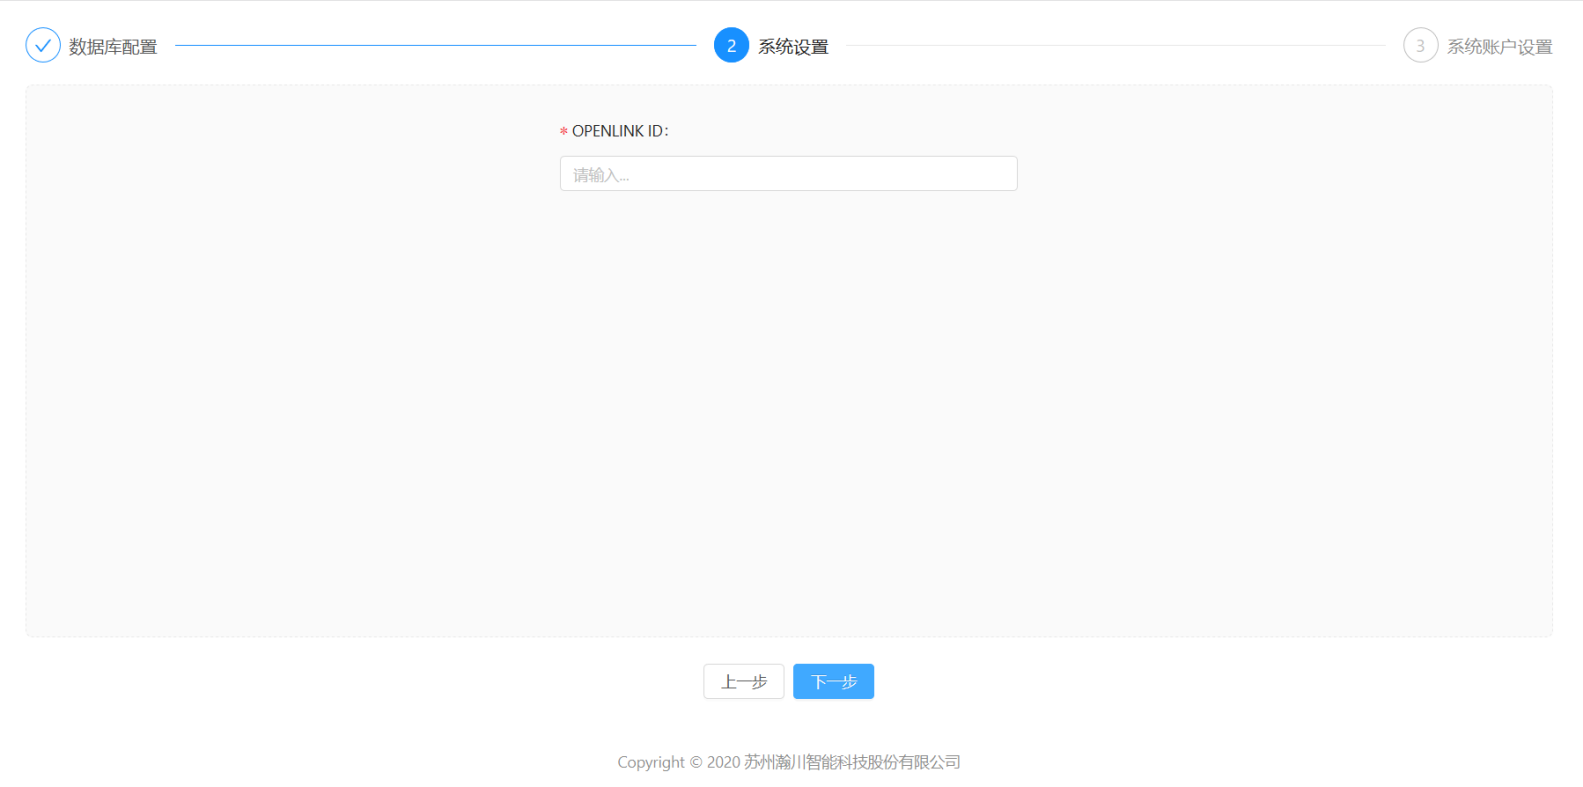 数据库配置
2 系统设置
3 系统账户设置
* OPENLINK ID:
请输入...
上一步
下一步
Copyright © 2020 苏州瀚川智能科技股份有限公司